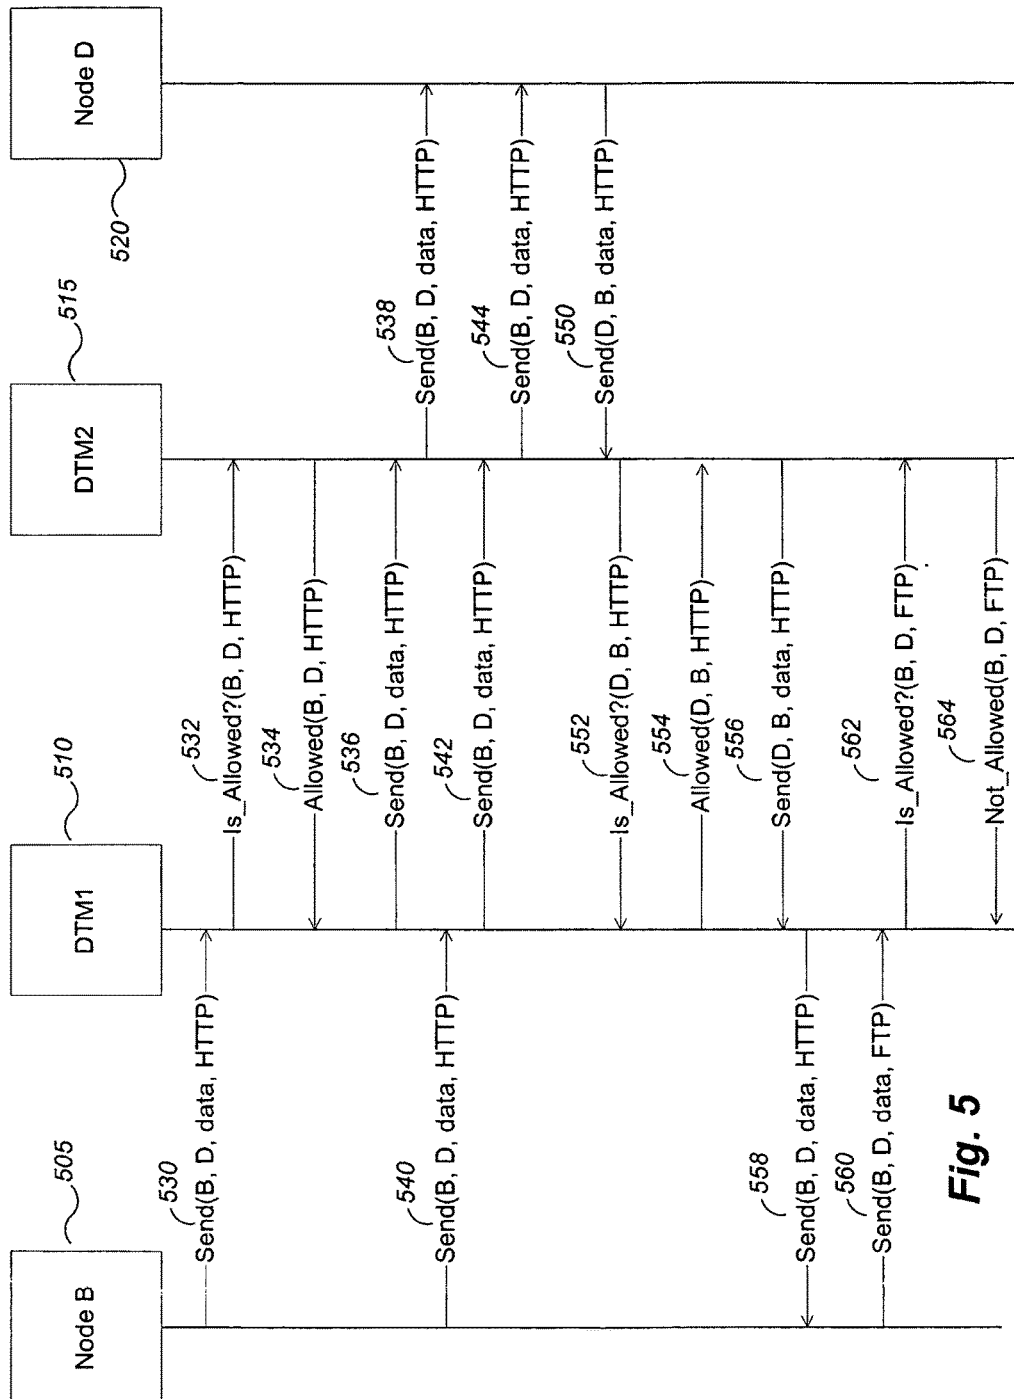 Node B
505
DTM1
510
DTM2
515
Node D
520
530
Send(B, D, data, HTTP)
532
Is_Allowed?(B, D, HTTP)
534
Allowed(B, D, HTTP)
536
Send(B, D, data, HTTP)
538
Send(B, D, data, HTTP)
540
Send(B, D, data, HTTP)
542
Send(B, D, data, HTTP)
544
Send(B, D, data, HTTP)
550
Send(D, B, data, HTTP)
552
Is_Allowed?(D, B, HTTP)
554
Allowed(D, B, HTTP)
556
Send(D, B, data, HTTP)
558
Send(B, D, data, HTTP)
560
Send(B, D, data, FTP)
562
Is_Allowed?(B, D, FTP)
564
Not_Allowed(B, D, FTP)
Fig. 5